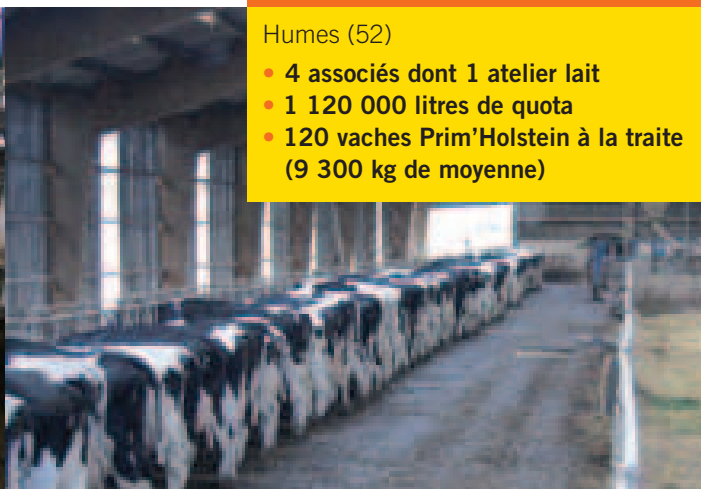 Humes (52)
• 4 associés dont 1 atelier lait
• 1 120 000 litres de quota
• 120 vaches Prim’Holstein à la traite
(9 300 kg de moyenne)